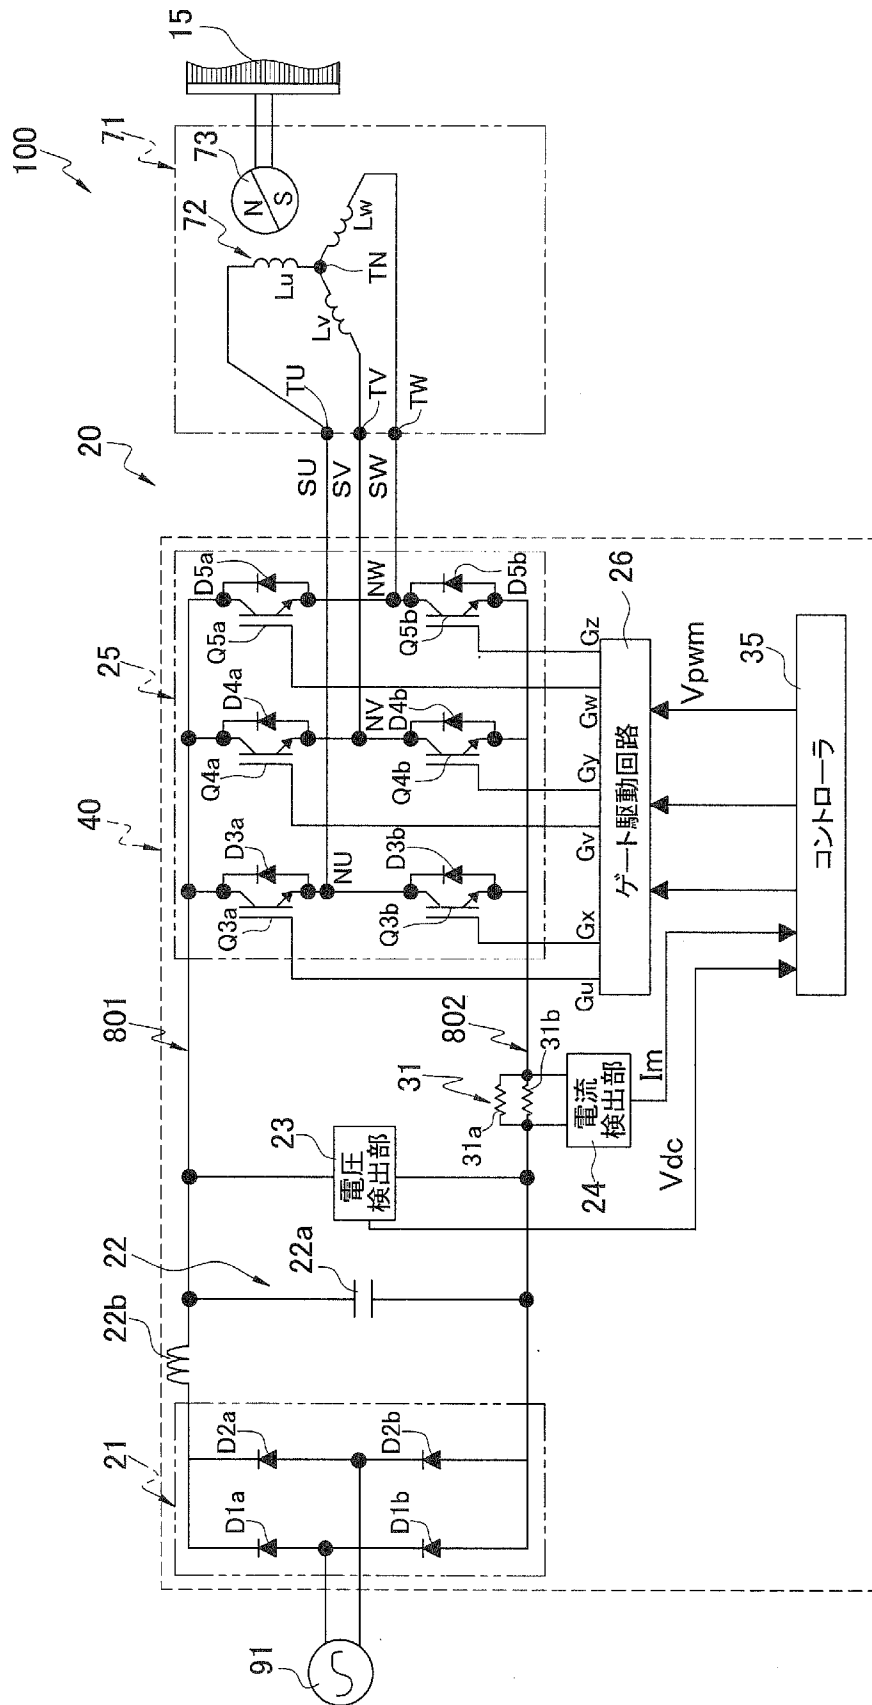 100
20
15
71
73
72
N
S
Lu
Lv
Lw
TN
TU
TV
TW
SU
SV
SW
40
25
D5a
Q5a
NW
Q5b
D5b
D4a
Q4a
NV
D4b
Q4b
D3a
Q3a
NU
D3b
Q3b
Gu
Gx
Gv
Gy
Gw
Gz
26
ゲート駆動回路
Vpwm
35
コントローラ
801
802
31
31a
31b
電流
検出部
24
Im
Vdc
23
電圧
検出部
22
22a
22b
21
D2a
D2b
D1a
D1b
91